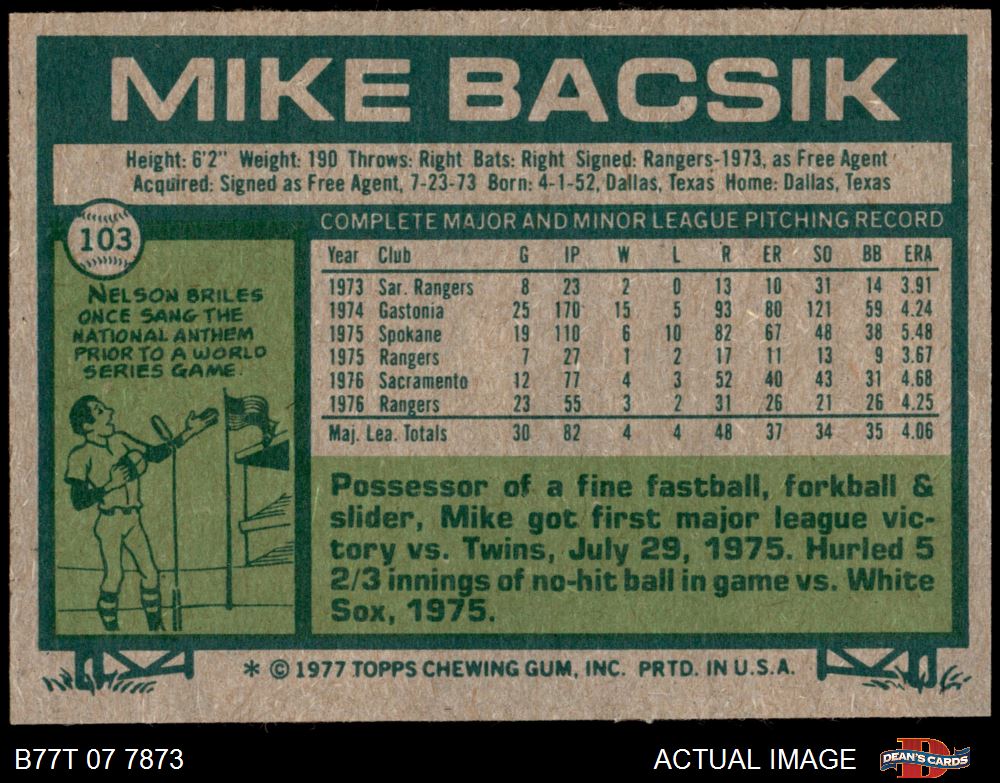 MIKE BACSIK
Height: 6'2" Weight: 190 Throws: Right Bats: Right Signed: Rangers-1973, as Free Agent
Acquired: Signed as Free Agent, 7-23-73 Born: 4-1-52, Dallas, Texas Home: Dallas, Texas
103
NELSON BRILES
ONCE SANG THE
NATIONAL ANTHEM
PRIOR TO A WORLD
SERIES GAME.
COMPLETE MAJOR AND MINOR LEAGUE PITCHING RECORD
Year Club G IP W L R ER SO BB ERA
1973 Sar. Rangers 8 23 2 0 13 10 31 14 3.91
1974 Gastonia 25 170 15 5 93 80 121 59 4.24
1975 Spokane 19 110 6 10 82 67 48 38 5.48
1975 Rangers 7 27 1 2 17 11 13 9 3.67
1976 Sacramento 12 77 4 3 52 40 43 31 4.68
1976 Rangers 23 55 3 2 31 26 21 26 4.25
Maj. Lea. Totals 30 82 4 4 48 37 34 35 4.06
Possessor of a fine fastball, forkball &
slider, Mike got first major league vic-
tory vs. Twins, July 29, 1975. Hurled 5
2/3 innings of no-hit ball in game vs. White
Sox, 1975.
* © 1977 TOPPS CHEWING GUM, INC. PRTD. IN U.S.A.
B77T 07 7873
ACTUAL IMAGE
DEAN'S CARDS